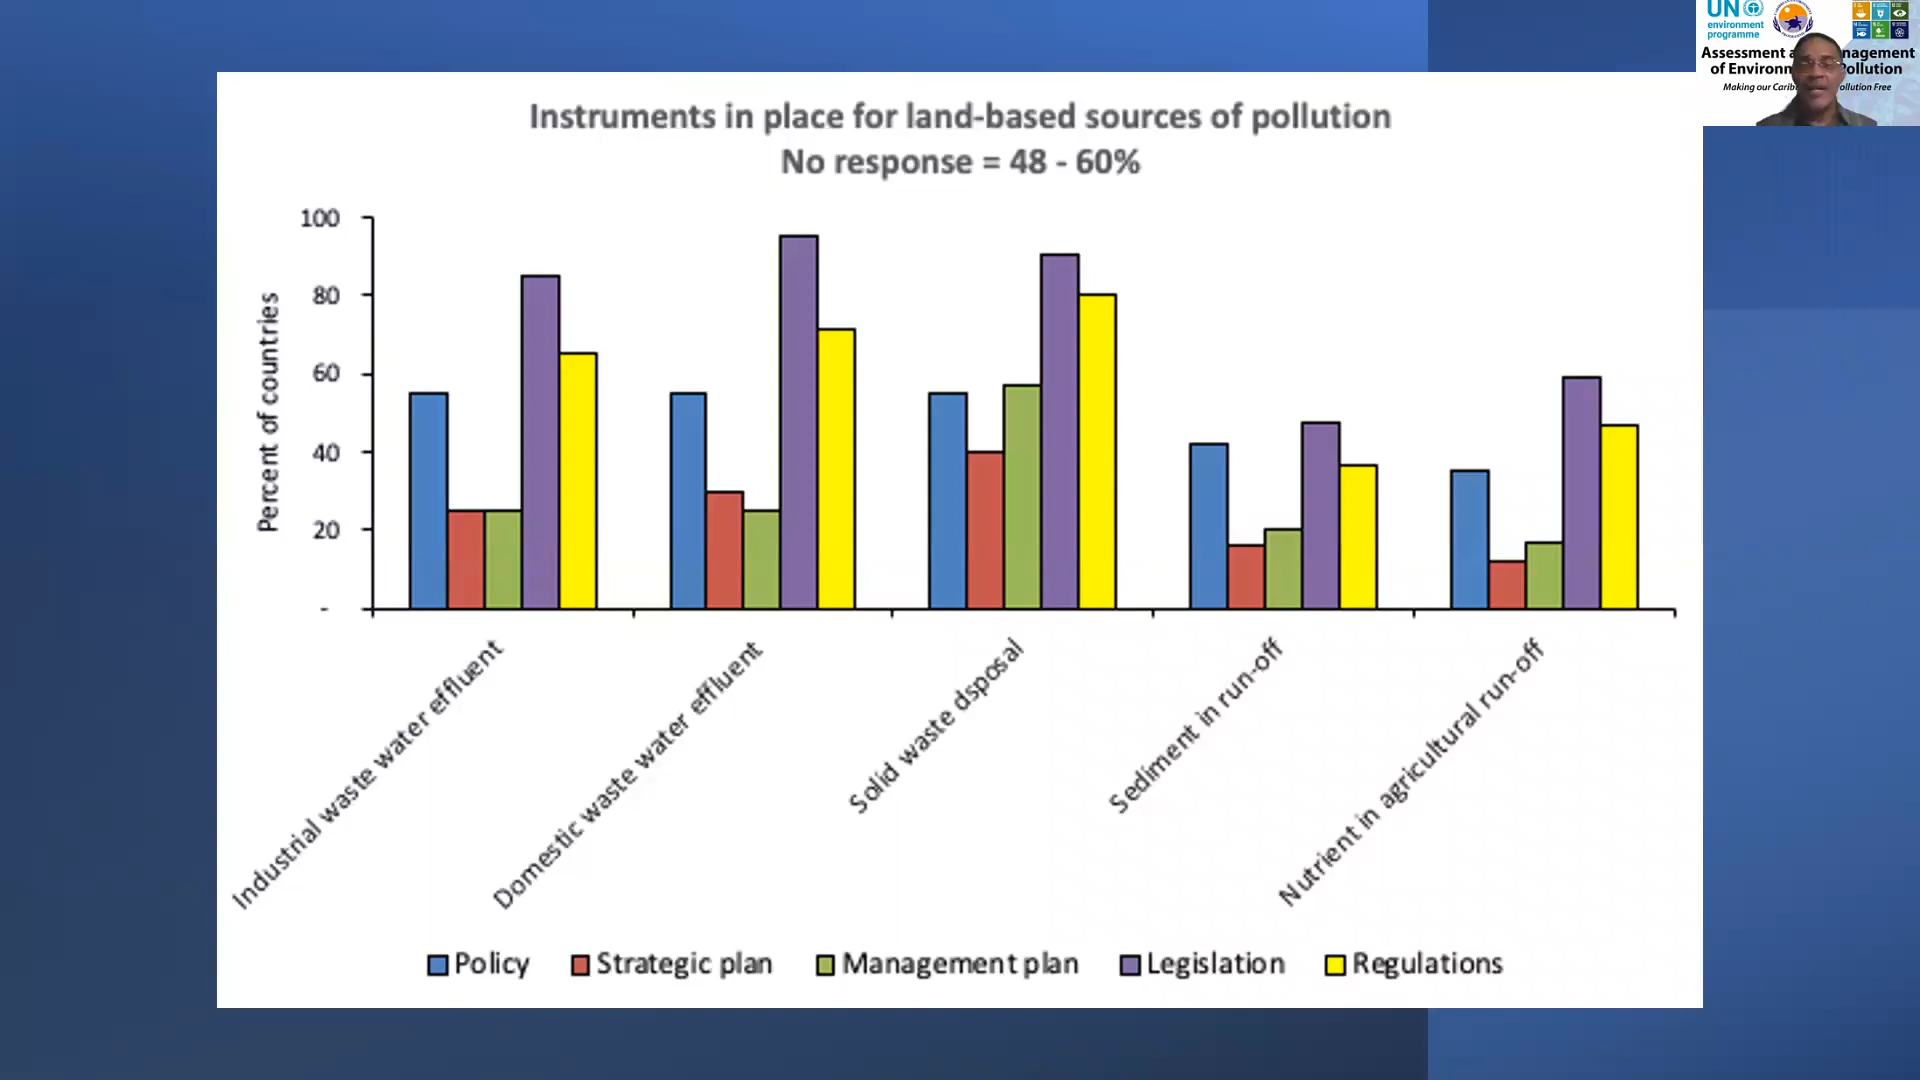 UN
environment
programme
Assessment a nagement
of Environ ollution
Making our Carib ollution Free
Instruments in place for land-based sources of pollution
No response = 48 - 60%
Percent of countries
100
80
60
40
20
-
Industrial waste water effluent
Domestic waste water effluent
Solid waste dsposal
Sediment in run-off
Nutrient in agricultural run-off
Policy Strategic plan Management plan Legislation Regulations